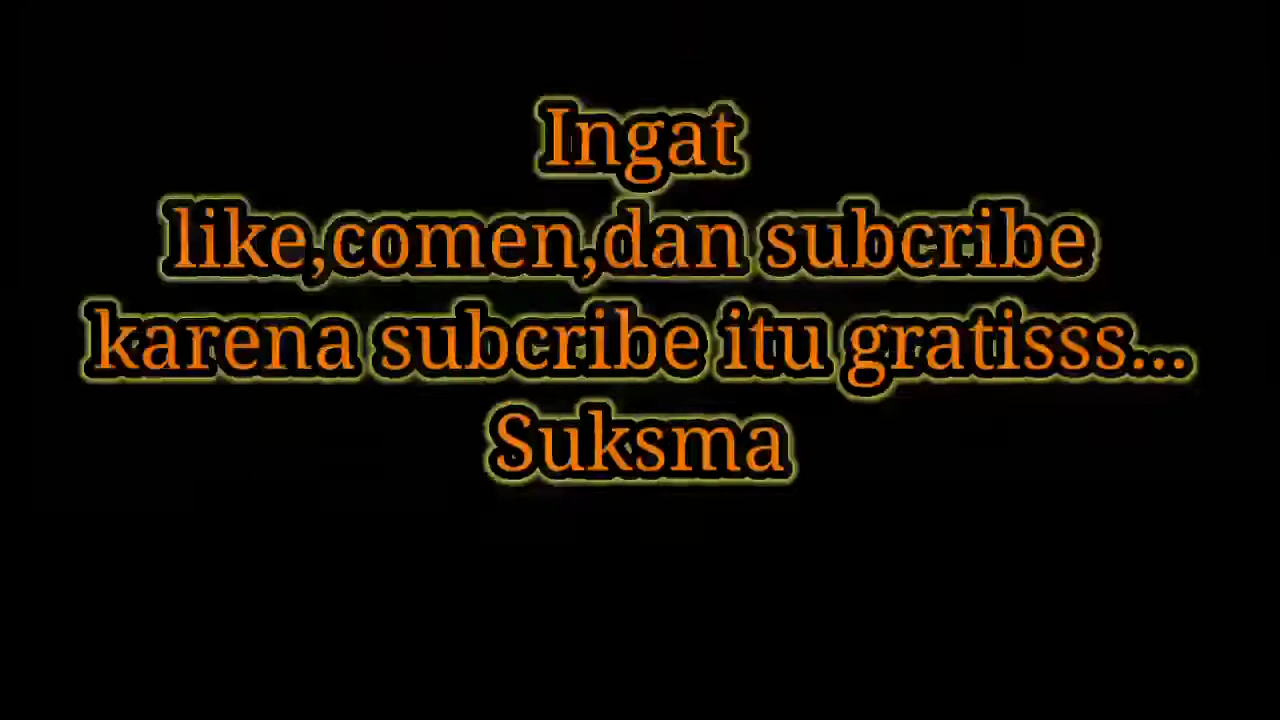 Ingat
like,comen,dan subcribe
karena subcribe itu gratisss...
Suksma